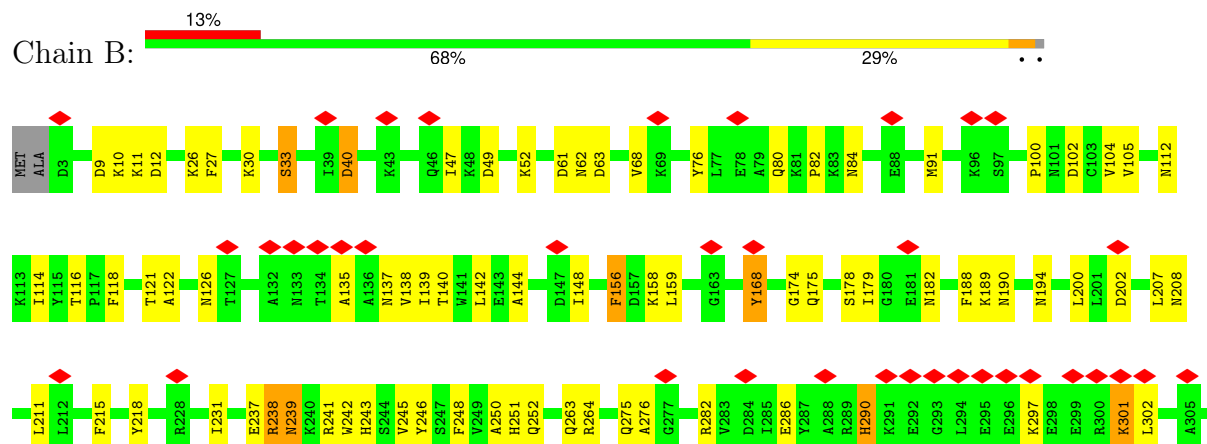 13%
Chain B:
68% 29% • •
MET ALA D3 D9 K10 K11 D12 K26 F27 K30 S33 I39 D40 K43 Q46 I47 K48 D49 K52 D61 N62 D63 V68 K69 Y76 L77 E78 A79 Q80 K81 P82 K83 N84 E88 M91 K96 S97 P100 N101 D102 C103 V104 V105 N112
K113 I114 Y115 T116 P117 F118 T121 A122 N126 T127 A132 N133 T134 A135 A136 N137 V138 I139 T140 W141 L142 E143 A144 D147 I148 F156 D157 K158 L159 G163 Y168 G174 Q175 S178 I179 G180 E181 N182 F188 K189 N190 N194 L200 L201 D202 L207 N208
L211 L212 F215 Y218 R228 I231 E237 R238 N239 K240 R241 W242 H243 S244 V245 Y246 S247 F248 V249 A250 H251 Q252 Q263 R264 Q275 A276 G277 R282 V283 D284 I285 E286 Y287 A288 R289 H290 K291 E292 G293 L294 E295 E296 K297 E298 E299 R300 K301 L302 A305